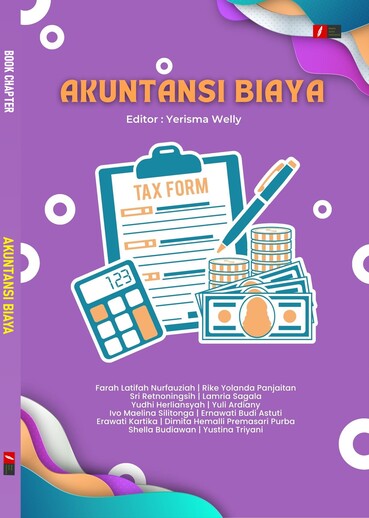 BOOK CHAPTER
AKUNTANSI BIAYA
AKUNTANSI BIAYA
Editor : Yerisma Welly
TAX FORM
123
Farah Latifah Nurfauziah | Rike Yolanda Panjaitan
Sri Retnoningsih | Lamria Sagala
Yudhi Herliansyah | Yuli Ardiany
Ivo Maelina Silitonga | Ernawati Budi Astuti
Erawati Kartika | Dimita Hemalli Premasari Purba
Shella Budiawan | Yustina Triyani